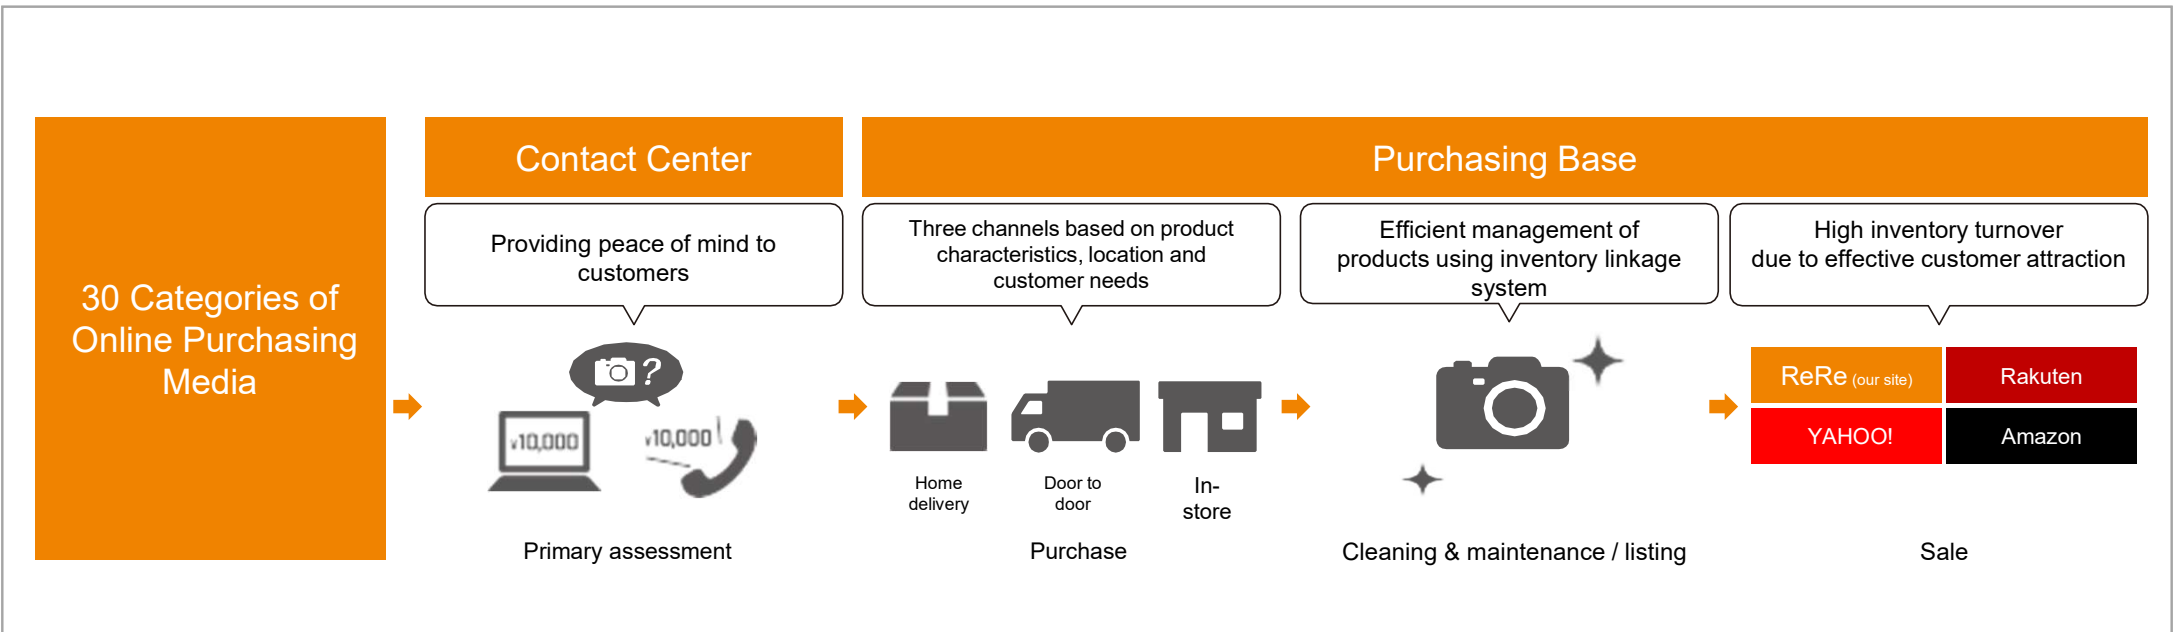 30 Categories of
Online Purchasing
Media
Contact Center
Purchasing Base
Providing peace of mind to
customers
Three channels based on product
characteristics, location and
customer needs
Efficient management of
products using inventory linkage
system
High inventory turnover
due to effective customer attraction
?
¥10,000
¥10,000
Home
delivery
Door to
door
In-
store
ReRe (our site)
Rakuten
YAHOO!
Amazon
Primary assessment
Purchase
Cleaning & maintenance / listing
Sale